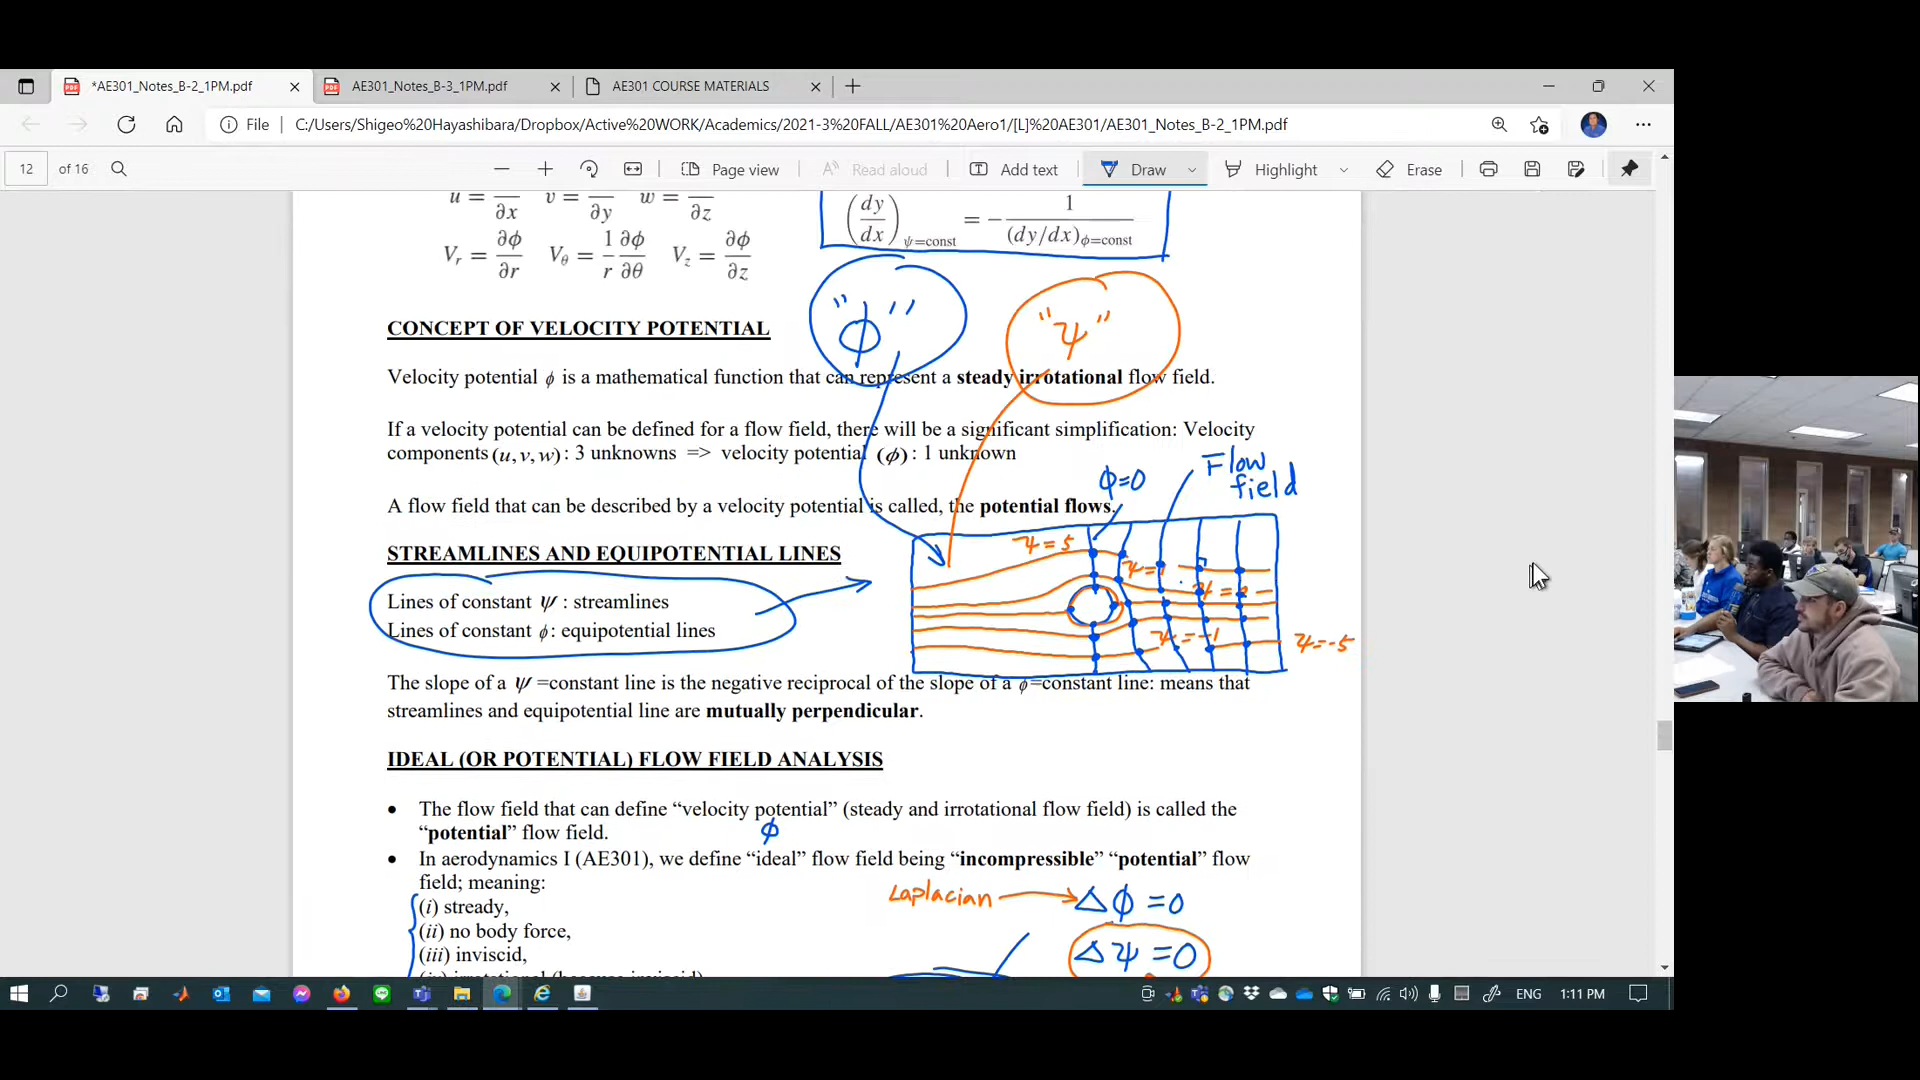 *AE301_Notes_B-2_1PM.pdf
AE301_Notes_B-3_1PM.pdf
AE301 COURSE MATERIALS
File
C:/Users/Shigeo%20Hayashibara/Dropbox/Active%20WORK/Academics/2021-3%20FALL/AE301%20Aero1/[L]%20AE301/AE301_Notes_B-2_1PM.pdf
12 of 16
Page view
Read aloud
Add text
Draw
Highlight
Erase
u = ∂x v = ∂y w = ∂z
(dy/dx)ψ=const = − 1/(dy/dx)ϕ=const
V_r = ∂ϕ/∂r V_θ = 1/r ∂ϕ/∂θ V_z = ∂ϕ/∂z
"ϕ"
"ψ"
CONCEPT OF VELOCITY POTENTIAL
Velocity potential ϕ is a mathematical function that can represent a steady irrotational flow field.
If a velocity potential can be defined for a flow field, there will be a significant simplification: Velocity
components (u, v, w) : 3 unknowns => velocity potential (ϕ) : 1 unknown
Flow
field
ϕ=0
A flow field that can be described by a velocity potential is called, the potential flows.
STREAMLINES AND EQUIPOTENTIAL LINES
ψ=5
ψ=1
Lines of constant ψ : streamlines
Lines of constant ϕ : equipotential lines
ψ=-1
ψ=-5
The slope of a ψ =constant line is the negative reciprocal of the slope of a ϕ=constant line: means that
streamlines and equipotential line are mutually perpendicular.
IDEAL (OR POTENTIAL) FLOW FIELD ANALYSIS
• The flow field that can define “velocity potential” (steady and irrotational flow field) is called the
“potential” flow field.
ϕ
• In aerodynamics I (AE301), we define “ideal” flow field being “incompressible” “potential” flow
field; meaning:
Laplacian
Δϕ=0
(i) stready,
(ii) no body force,
Δψ=0
(iii) inviscid,
(iv) irrotational (because inviscid)
ENG
1:11 PM